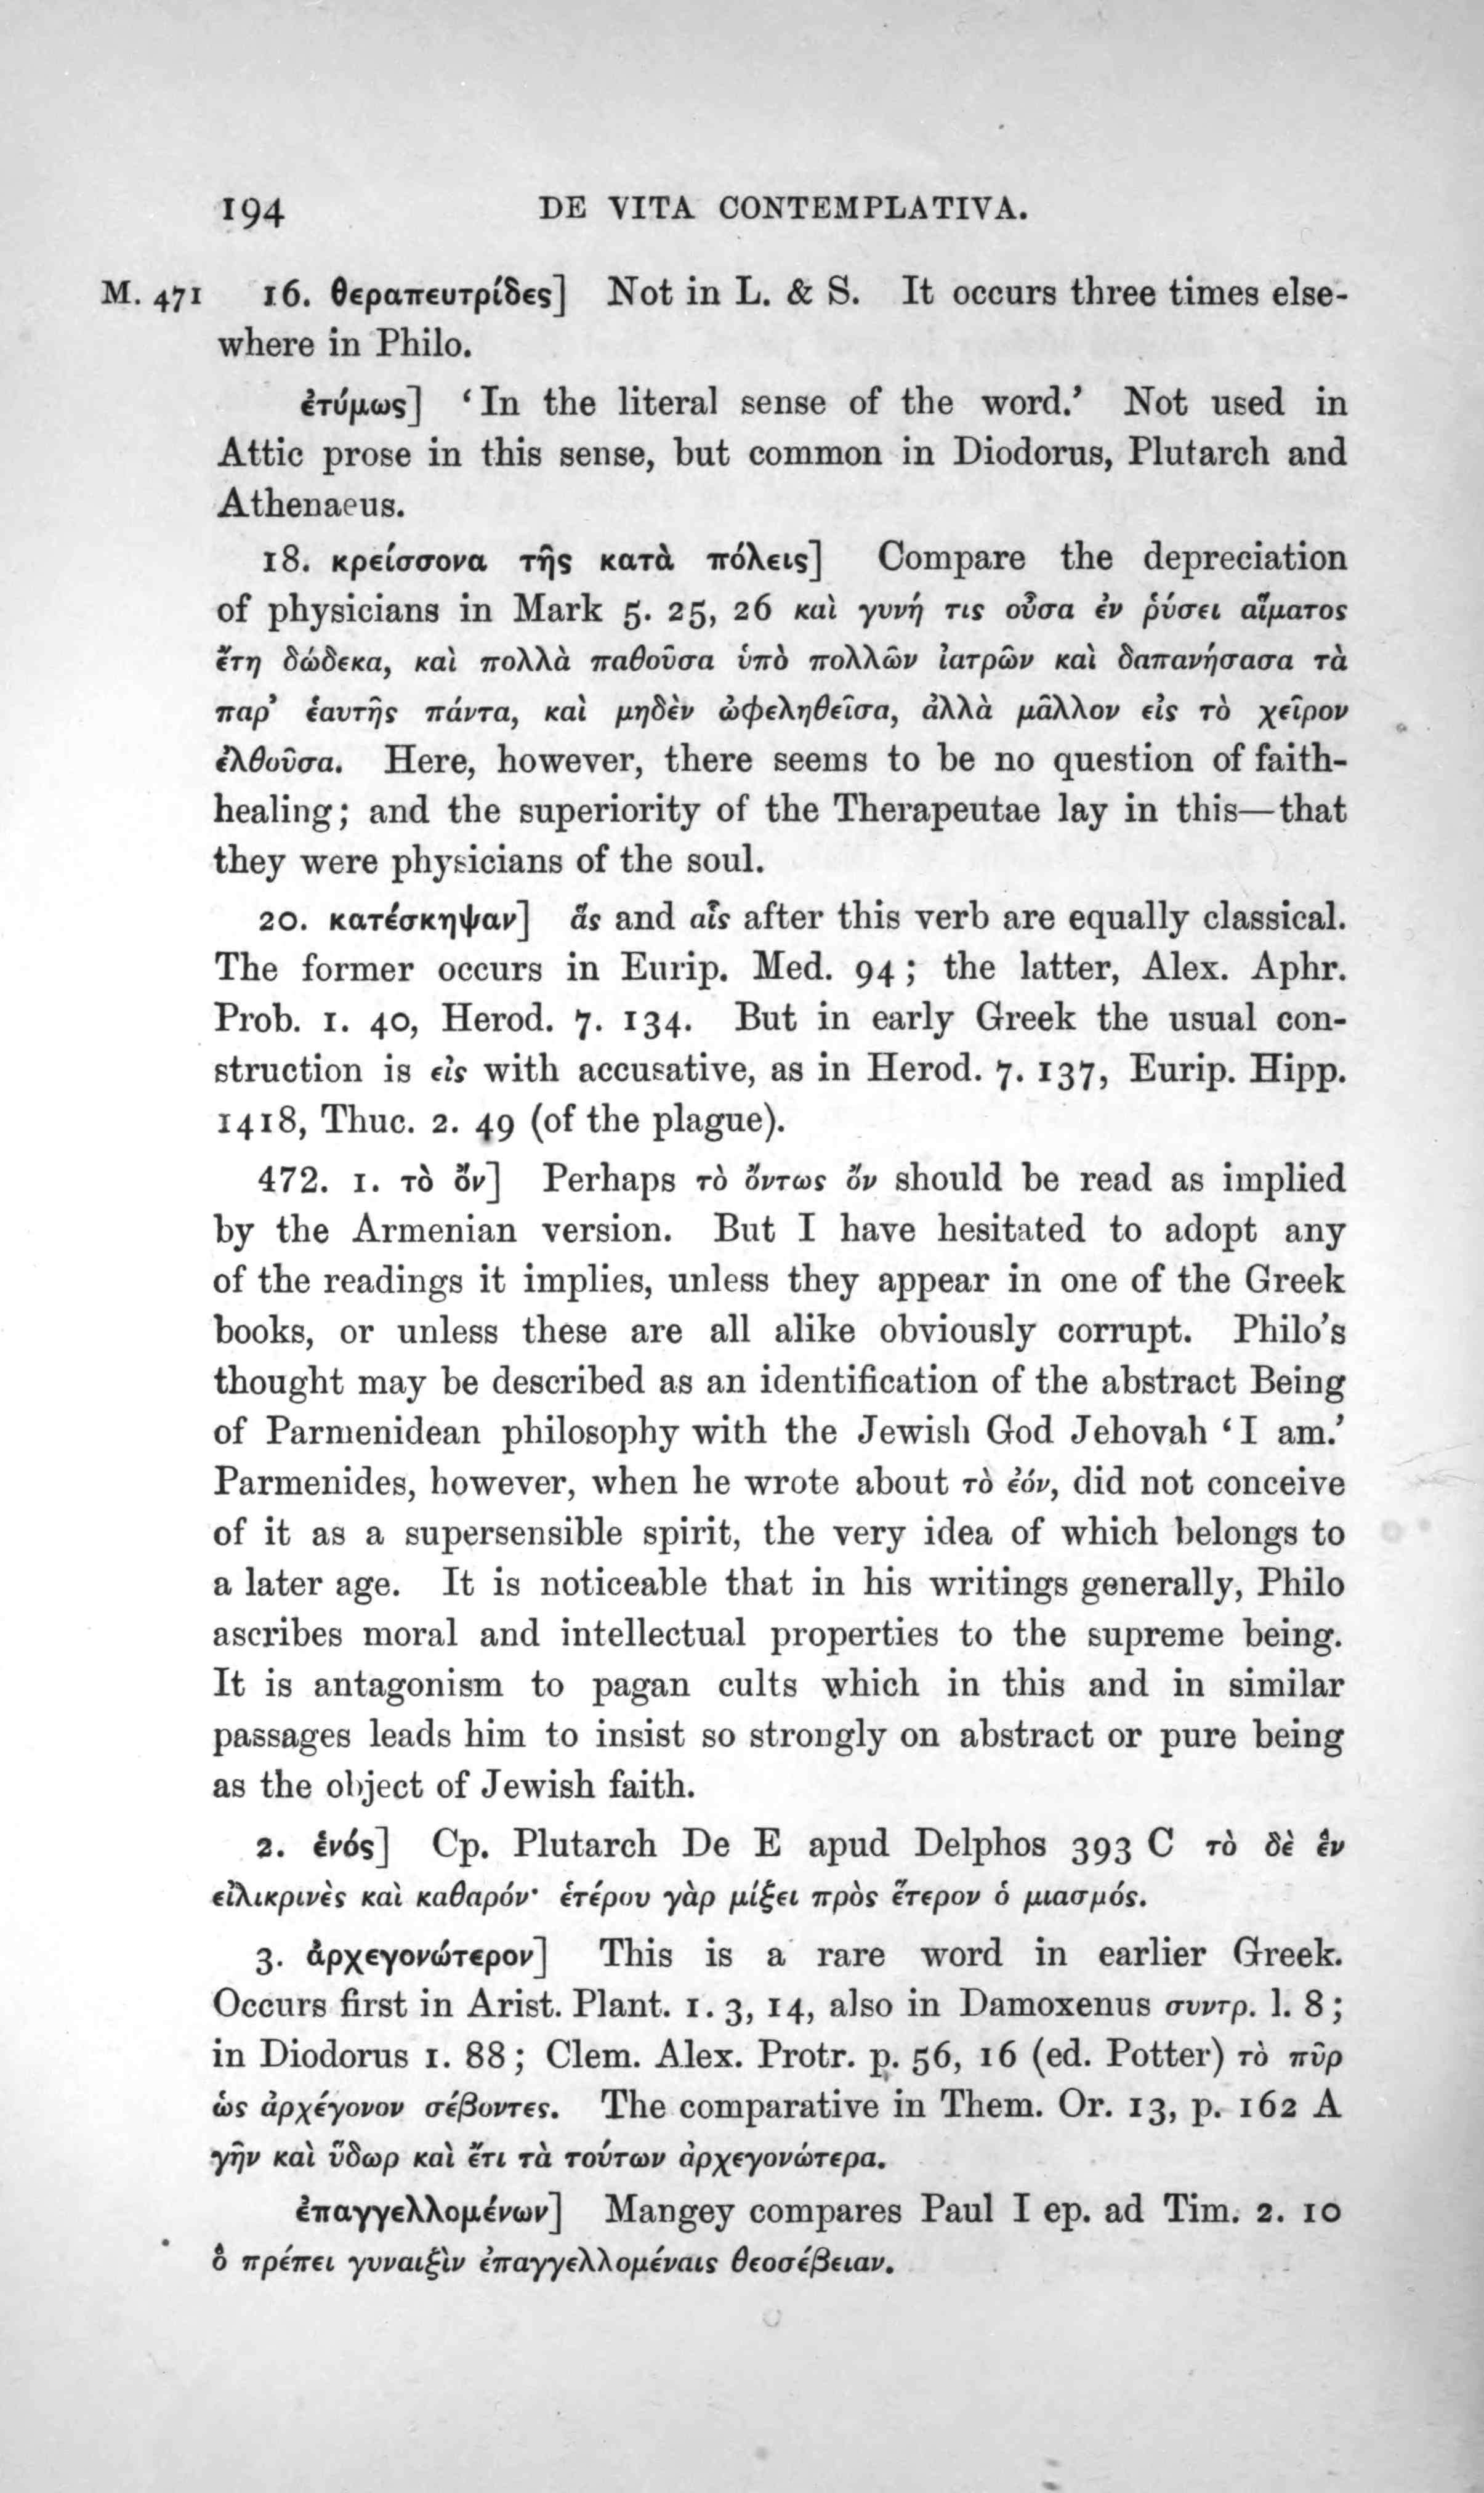 194 DE VITA CONTEMPLATIVA.
M. 471 16. θεραπευτρίδες] Not in L. & S. It occurs three times else-
where in Philo.
ἐτύμως] ‘In the literal sense of the word.’ Not used in
Attic prose in this sense, but common in Diodorus, Plutarch and
Athenaeus.
18. κρείσσονα τῆς κατὰ πόλεις] Compare the depreciation
of physicians in Mark 5. 25, 26 καὶ γυνή τις οὖσα ἐν ῥύσει αἵματος
ἔτη δώδεκα, καὶ πολλὰ παθοῦσα ὑπὸ πολλῶν ἰατρῶν καὶ δαπανήσασα τὰ
παρ’ ἑαυτῆς πάντα, καὶ μηδὲν ὠφεληθεῖσα, ἀλλὰ μᾶλλον εἰς τὸ χεῖρον
ἐλθοῦσα. Here, however, there seems to be no question of faith-
healing; and the superiority of the Therapeutae lay in this—that
they were physicians of the soul.
20. κατέσκηψαν] ἅς and αἷς after this verb are equally classical.
The former occurs in Eurip. Med. 94; the latter, Alex. Aphr.
Prob. 1. 40, Herod. 7. 134. But in early Greek the usual con-
struction is εἰς with accusative, as in Herod. 7. 137, Eurip. Hipp.
1418, Thuc. 2. 49 (of the plague).
472. 1. τὸ ὄν] Perhaps τὸ ὄντως ὄν should be read as implied
by the Armenian version. But I have hesitated to adopt any
of the readings it implies, unless they appear in one of the Greek
books, or unless these are all alike obviously corrupt. Philo’s
thought may be described as an identification of the abstract Being
of Parmenidean philosophy with the Jewish God Jehovah ‘I am.’
Parmenides, however, when he wrote about τὸ ἐόν, did not conceive
of it as a supersensible spirit, the very idea of which belongs to
a later age. It is noticeable that in his writings generally, Philo
ascribes moral and intellectual properties to the supreme being.
It is antagonism to pagan cults which in this and in similar
passages leads him to insist so strongly on abstract or pure being
as the object of Jewish faith.
2. ἑνός] Cp. Plutarch De E apud Delphos 393 C τὸ δὲ ἓν
εἰλικρινὲς καὶ καθαρόν· ἑτέρου γὰρ μίξει πρὸς ἕτερον ὁ μιασμός.
3. ἀρχεγονώτερον] This is a rare word in earlier Greek.
Occurs first in Arist. Plant. 1. 3, 14, also in Damoxenus συντρ. l. 8;
in Diodorus 1. 88; Clem. Alex. Protr. p. 56, 16 (ed. Potter) τὸ πῦρ
ὡς ἀρχέγονον σέβοντες. The comparative in Them. Or. 13, p. 162 A
γῆν καὶ ὕδωρ καὶ ἔτι τὰ τούτων ἀρχεγονώτερα.
ἐπαγγελλομένων] Mangey compares Paul I ep. ad Tim. 2. 10
ὃ πρέπει γυναιξὶν ἐπαγγελλομέναις θεοσέβειαν.